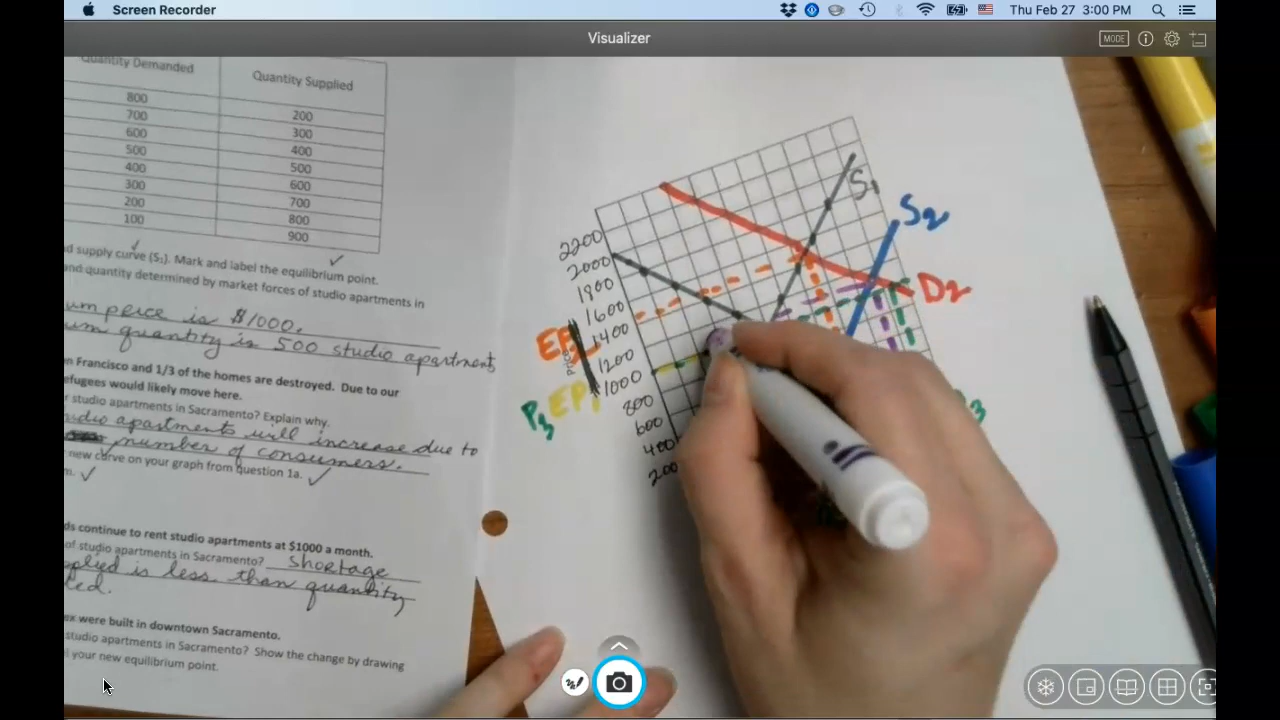 Screen Recorder
Thu Feb 27 3:00 PM
Visualizer
MODE
Quantity Demanded
Quantity Supplied
800
700 200
600 300
500 400
400 500
300 600
200 700
100 800
900
d supply curve (S₁). Mark and label the equilibrium point.
and quantity determined by market forces of studio apartments in
um price is $1000.
um quantity is 500 studio apartment
n Francisco and 1/3 of the homes are destroyed. Due to our
refugees would likely move here.
studio apartments in Sacramento? Explain why.
udio apartments will increase due to
number of consumers.
new curve on your graph from question 1a.
ds continue to rent studio apartments at $1000 a month.
of studio apartments in Sacramento? Shortage
plied is less than quantity
ded.
ex were built in downtown Sacramento.
studio apartments in Sacramento? Show the change by drawing
l your new equilibrium point.
2200
2000
1800
1600
1400
1200
1000
800
600
400
200
Price
EP₁
P₃
S₁
S₂
D₂
3